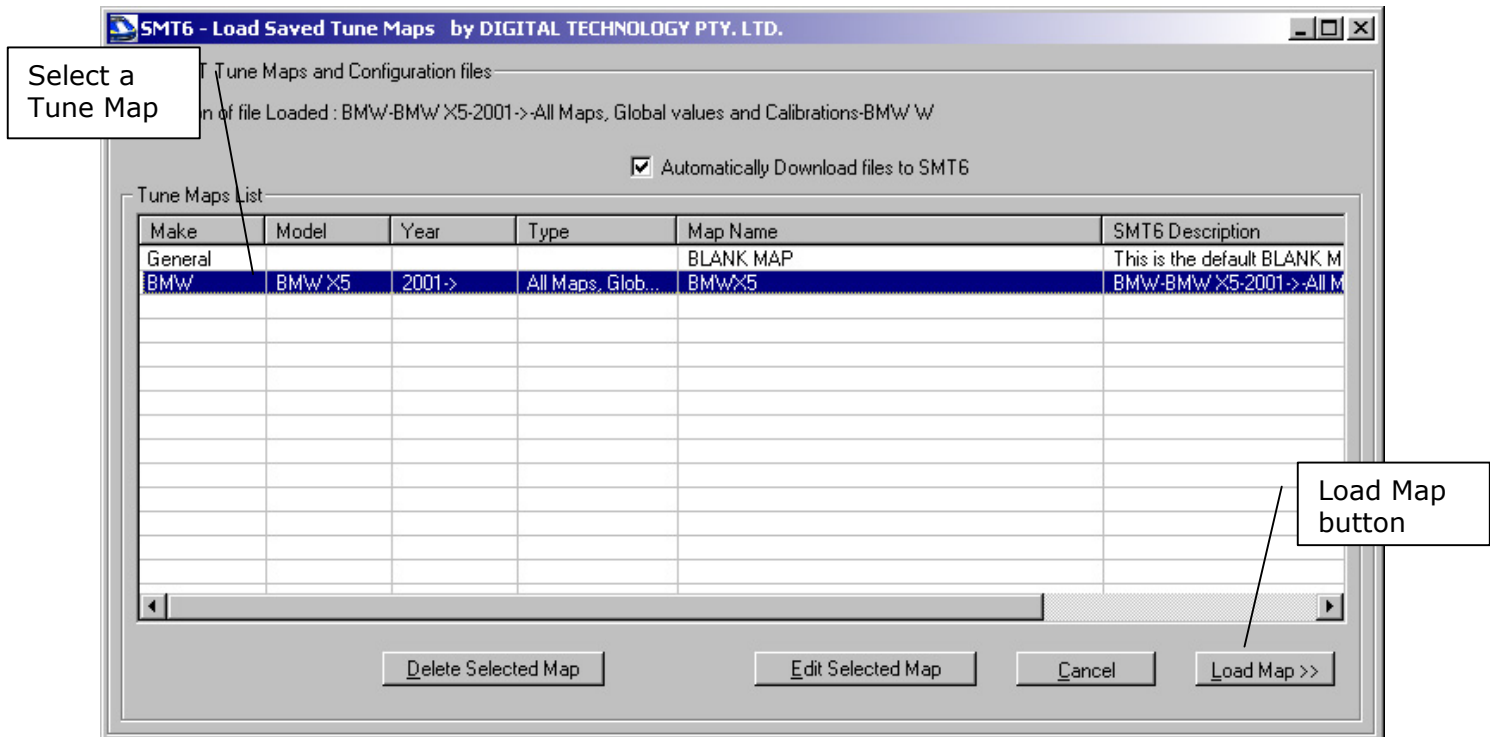 SMT6 - Load Saved Tune Maps by DIGITAL TECHNOLOGY PTY. LTD.
Select a
Tune Map
T Tune Maps and Configuration files
n of file Loaded : BMW-BMW X5-2001->-All Maps, Global values and Calibrations-BMW W
Automatically Download files to SMT6
Tune Maps List
Make Model Year Type Map Name SMT6 Description
General BLANK MAP This is the default BLANK M
BMW BMW X5 2001-> All Maps, Glob... BMWX5 BMW-BMW X5-2001->-All M
Load Map
button
Delete Selected Map Edit Selected Map Cancel Load Map >>